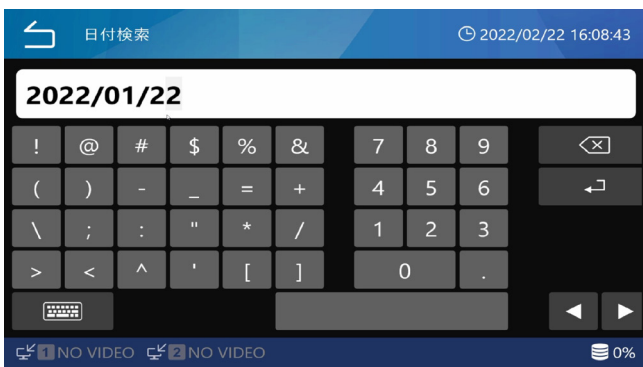 日付検索 2022/02/22 16:08:43
2022/01/22
! @ # $ % & 7 8 9
( ) - _ = + 4 5 6
\ ; : " * / 1 2 3
> < ^ ' [ ] 0 .
1 NO VIDEO 2 NO VIDEO 0%